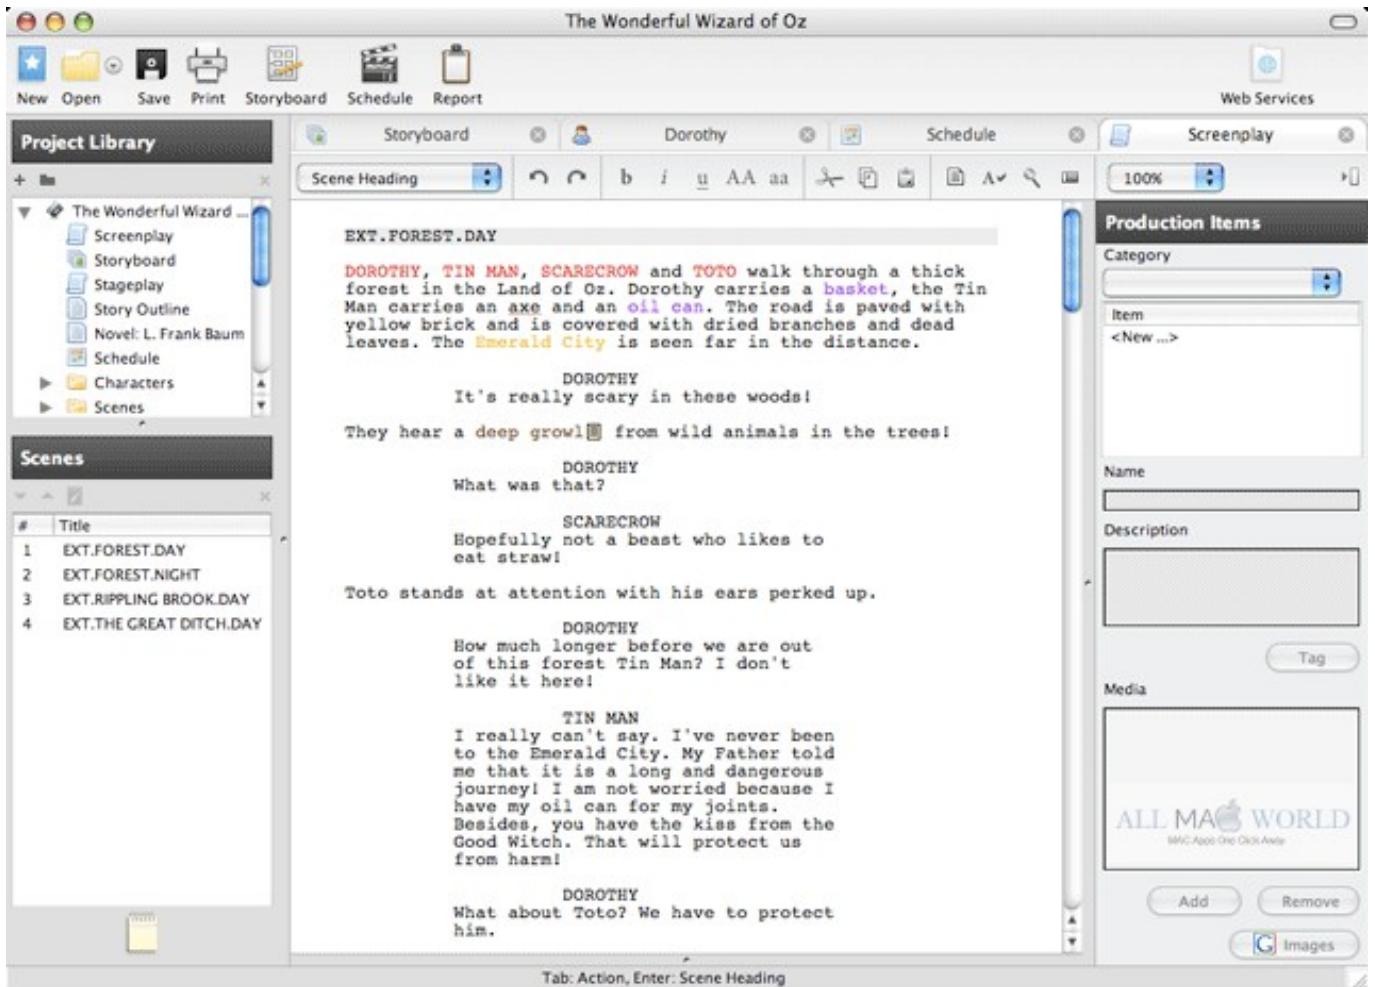 The Wonderful Wizard of Oz
New Open Save Print Storyboard Schedule Report Web Services
Project Library
The Wonderful Wizard ...
Screenplay
Storyboard
Stageplay
Story Outline
Novel: L. Frank Baum
Schedule
Characters
Scenes
Scenes
# Title
1 EXT.FOREST.DAY
2 EXT.FOREST.NIGHT
3 EXT.RIPPLING BROOK.DAY
4 EXT.THE GREAT DITCH.DAY
Storyboard Dorothy Schedule Screenplay
Scene Heading b i u AA aa A 100%
EXT.FOREST.DAY
DOROTHY, TIN MAN, SCARECROW and TOTO walk through a thick
forest in the Land of Oz. Dorothy carries a basket, the Tin
Man carries an axe and an oil can. The road is paved with
yellow brick and is covered with dried branches and dead
leaves. The Emerald City is seen far in the distance.
DOROTHY
It's really scary in these woods!
They hear a deep growl from wild animals in the trees!
DOROTHY
What was that?
SCARECROW
Hopefully not a beast who likes to
eat straw!
Toto stands at attention with his ears perked up.
DOROTHY
How much longer before we are out
of this forest Tin Man? I don't
like it here!
TIN MAN
I really can't say. I've never been
to the Emerald City. My Father told
me that it is a long and dangerous
journey! I am not worried because I
have my oil can for my joints.
Besides, you have the kiss from the
Good Witch. That will protect us
from harm!
DOROTHY
What about Toto? We have to protect
him.
Production Items
Category
Item
<New ...>
Name
Description
Tag
Media
ALL MAC WORLD
MAC Apps One Click Away
Add Remove
G Images
Tab: Action, Enter: Scene Heading